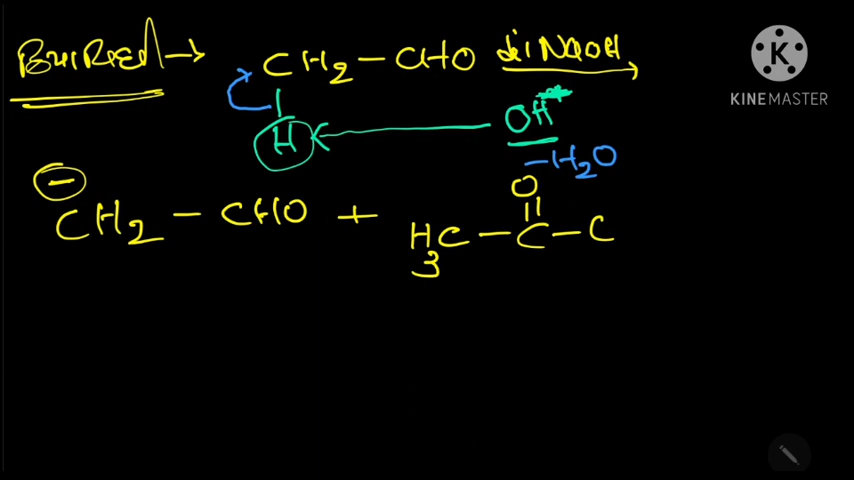 CH2 - CHO dil NaOH
H OH
-H2O
O
⊖
CH2 - CHO + H3C - C - C
K
KINEMASTER